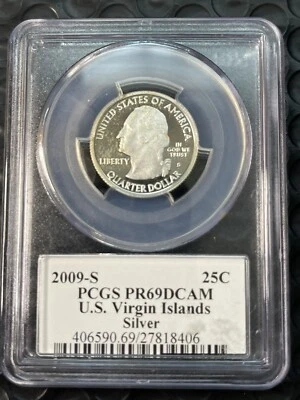 UNITED STATES OF AMERICA
LIBERTY
IN
GOD WE
TRUST
S
QUARTER DOLLAR
2009-S 25C
PCGS PR69DCAM
U.S. Virgin Islands
Silver
406590.69/27818406